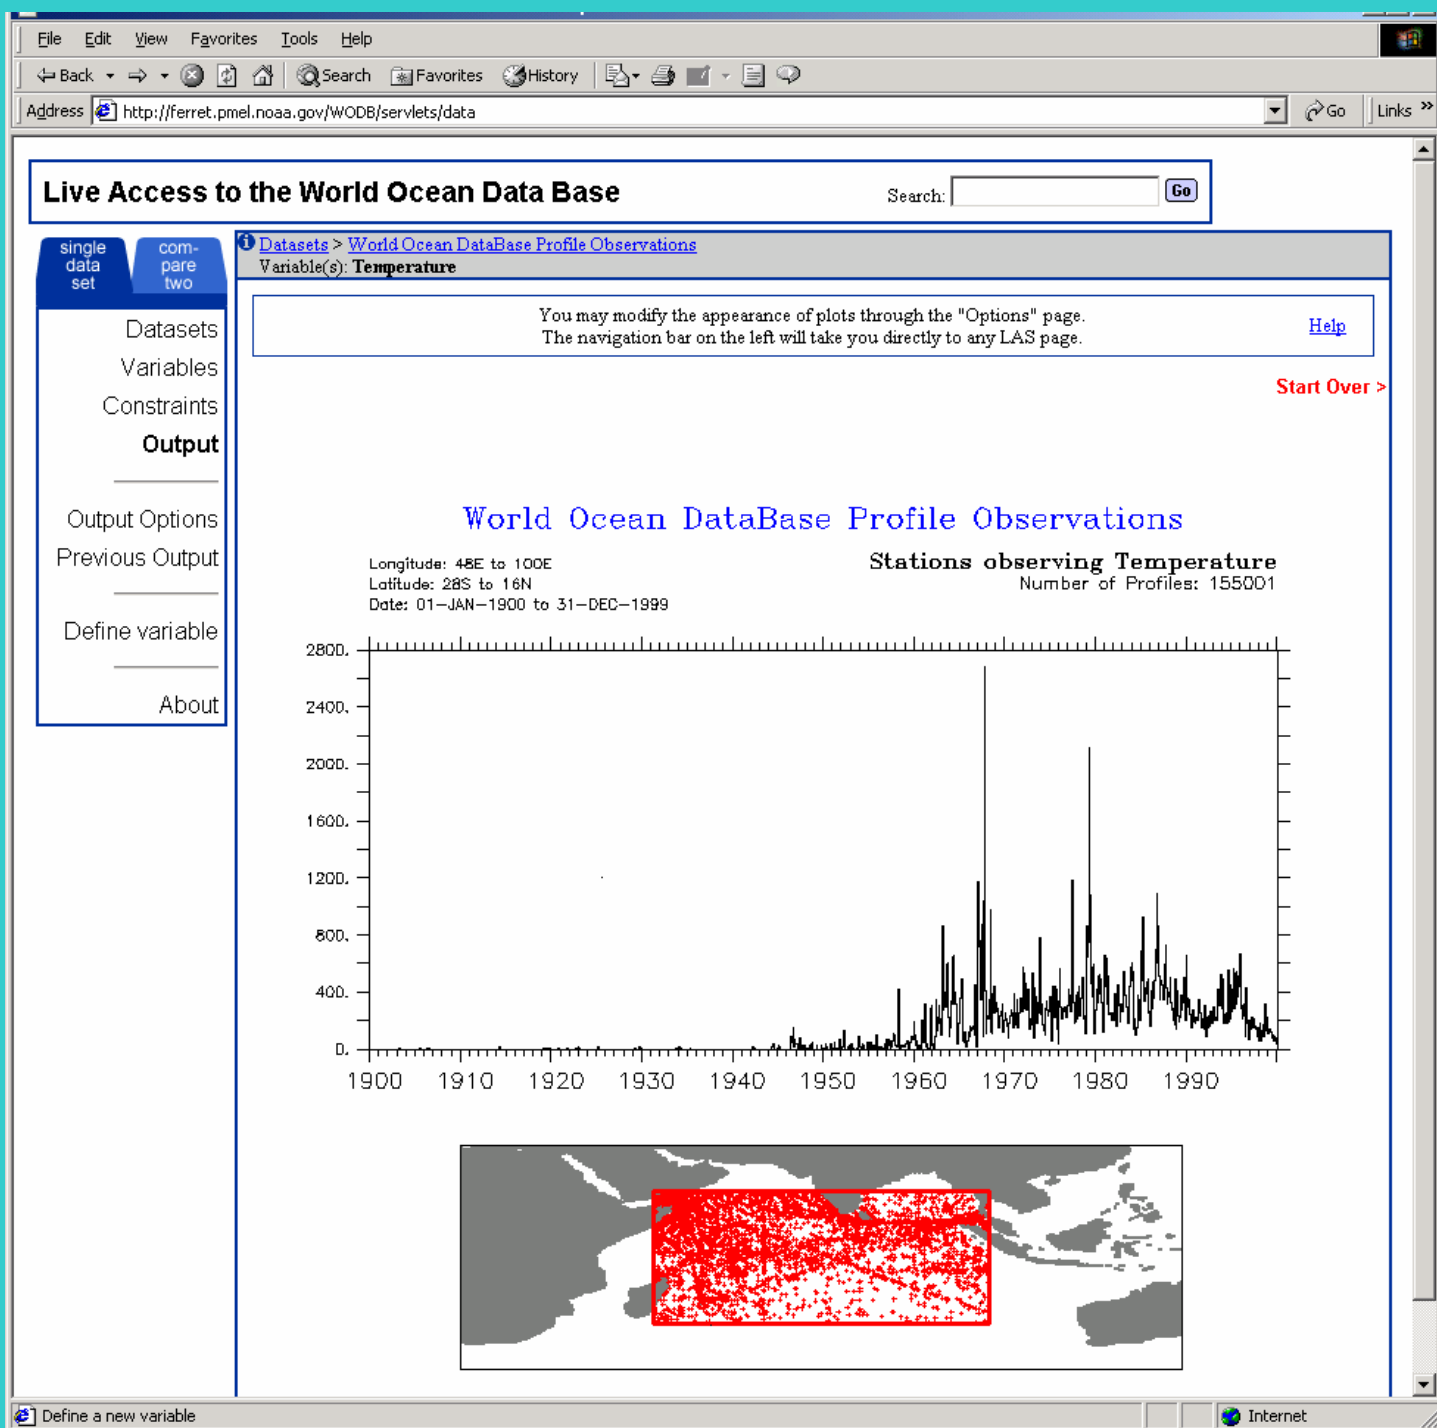 File Edit View Favorites Tools Help
Back Search Favorites History
Address http://ferret.pmel.noaa.gov/WODB/servlets/data Go Links »
Live Access to the World Ocean Data Base
Search: Go
single data set
com-pare two
Datasets > World Ocean DataBase Profile Observations
Variable(s): Temperature
Datasets
Variables
Constraints
Output
Output Options
Previous Output
Define variable
About
You may modify the appearance of plots through the "Options" page.
The navigation bar on the left will take you directly to any LAS page.
Help
Start Over >
World Ocean DataBase Profile Observations
Longitude: 48E to 100E
Latitude: 28S to 16N
Date: 01-JAN-1900 to 31-DEC-1999
Stations observing Temperature
Number of Profiles: 155001
2800.
2400.
2000.
1600.
1200.
800.
400.
0.
1900 1910 1920 1930 1940 1950 1960 1970 1980 1990
Define a new variable
Internet